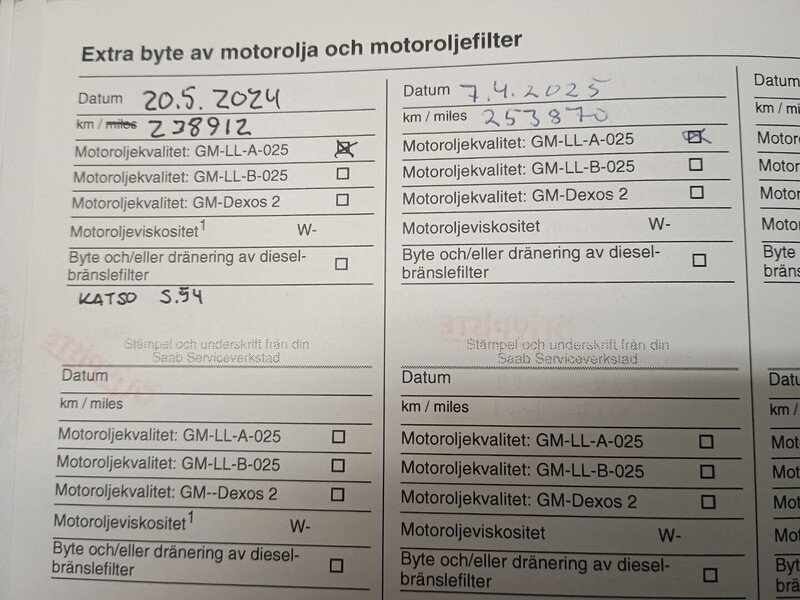 Extra byte av motorolja och motoroljefilter
Datum 20.5.2024
km / miles 238912
Motoroljekvalitet: GM-LL-A-025
Motoroljekvalitet: GM-LL-B-025
Motoroljekvalitet: GM-Dexos 2
Motoroljeviskositet1 W-
Byte och/eller dränering av diesel-
bränslefilter
KATSO S.54
Stämpel och underskrift från din
Saab Serviceverkstad
Datum 7.4.2025
km / miles 253870
Motoroljekvalitet: GM-LL-A-025
Motoroljekvalitet: GM-LL-B-025
Motoroljekvalitet: GM-Dexos 2
Motoroljeviskositet W-
Byte och/eller dränering av diesel-
bränslefilter
Stämpel och underskrift från din
Saab Serviceverkstad
Datum
km / miles
Motoroljekvalitet: GM-LL-A-025
Motoroljekvalitet: GM-LL-B-025
Motoroljekvalitet: GM--Dexos 2
Motoroljeviskositet1 W-
Byte och/eller dränering av diesel-
bränslefilter
Datum
km / miles
Motoroljekvalitet: GM-LL-A-025
Motoroljekvalitet: GM-LL-B-025
Motoroljekvalitet: GM-Dexos 2
Motoroljeviskositet W-
Byte och/eller dränering av diesel-
bränslefilter